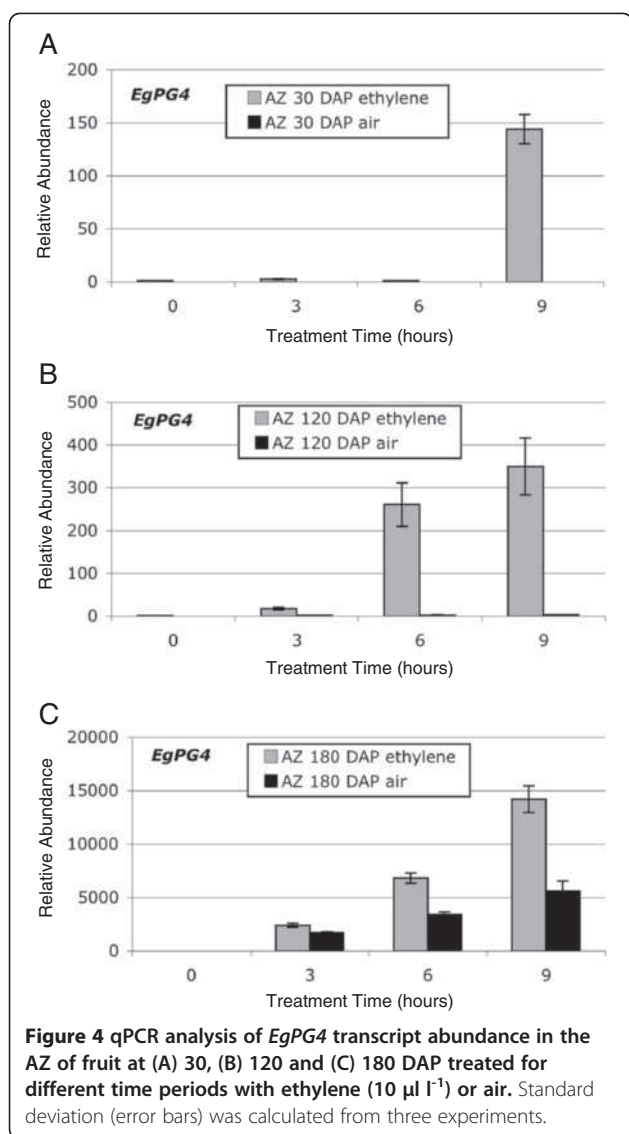 A
200
150
100
50
0
EgPG4
AZ 30 DAP ethylene
AZ 30 DAP air
Relative Abundance
0 3 6 9
Treatment Time (hours)
B
500
400
300
200
100
0
EgPG4
AZ 120 DAP ethylene
AZ 120 DAP air
Relative Abundance
0 3 6 9
Treatment Time (hours)
C
20000
15000
10000
5000
0
EgPG4
AZ 180 DAP ethylene
AZ 180 DAP air
Relative Abundance
0 3 6 9
Treatment Time (hours)
Figure 4 qPCR analysis of EgPG4 transcript abundance in the
AZ of fruit at (A) 30, (B) 120 and (C) 180 DAP treated for
different time periods with ethylene (10 μl l⁻¹) or air. Standard
deviation (error bars) was calculated from three experiments.